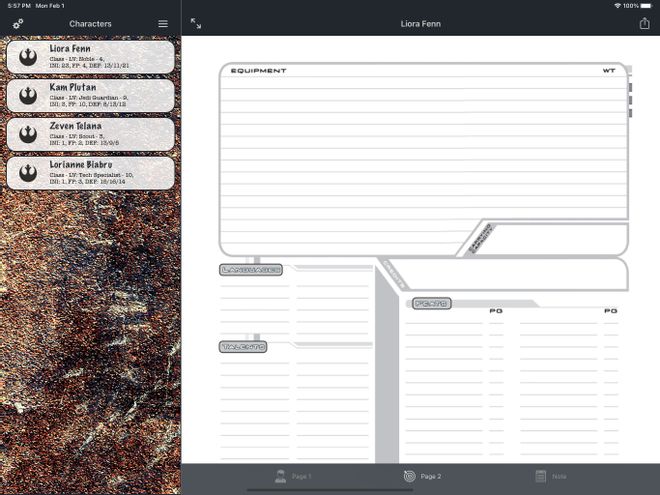 5:57 PM Mon Feb 1
100%
Characters
Liora Fenn
Liora Fenn
Class - LV: Noble - 4,
INI: 23, FP: 4, DEF: 13/11/21
Kam Plutan
Class - LV: Jedi Guardian - 9,
INI: 3, FP: 10, DEF: 8/13/12
Zeven Telana
Class - LV: Scout - 3,
INI: 1, FP: 2, DEF: 13/9/6
Lorianne Biabru
Class - LV: Tech Specialist - 10,
INI: 1, FP: 3, DEF: 16/16/14
EQUIPMENT
WT
CARRYING
CAPACITY
CREDITS
LANGUAGES
FEATS
PG
PG
TALENTS
Page 1
Page 2
Note